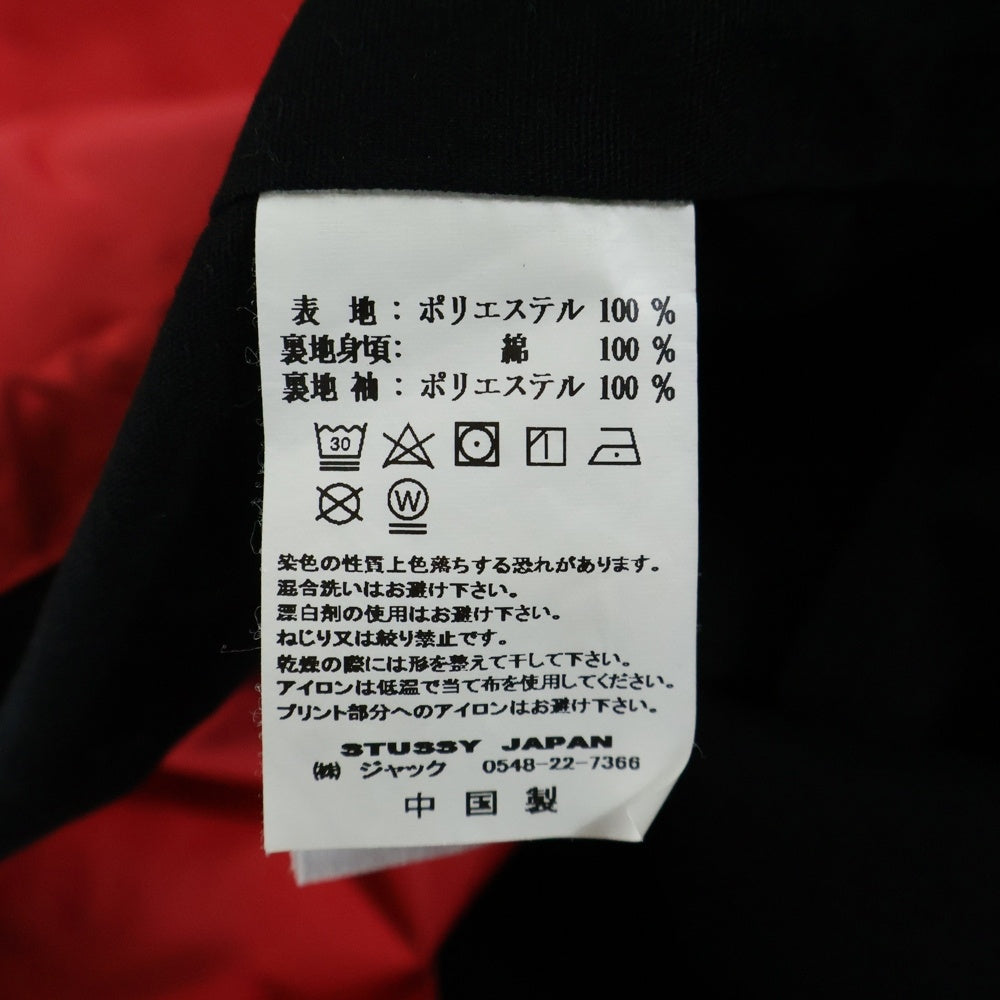 表 地 : ポリエステル 100 %
裏地身頃: 綿 100 %
裏地 袖 : ポリエステル 100 %
30
W
染色の性質上色落ちする恐れがあります。
混合洗いはお避け下さい。
漂白剤の使用はお避け下さい。
ねじり又は絞り禁止です。
乾燥の際には形を整えて干して下さい。
アイロンは低温で当て布を使用してください。
プリント部分へのアイロンはお避け下さい。
STUSSY JAPAN
㈱ ジャック 0548-22-7366
中 国 製